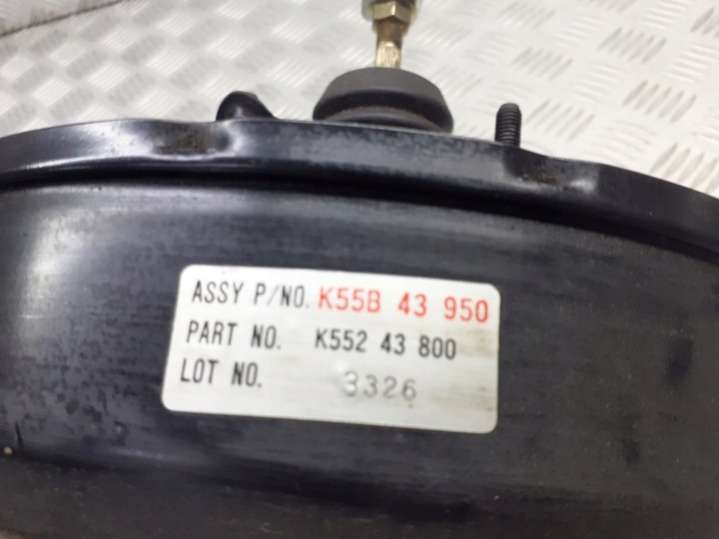 ASSY P/NO. K55B 43 950
PART NO. K552 43 800
LOT NO. 3326